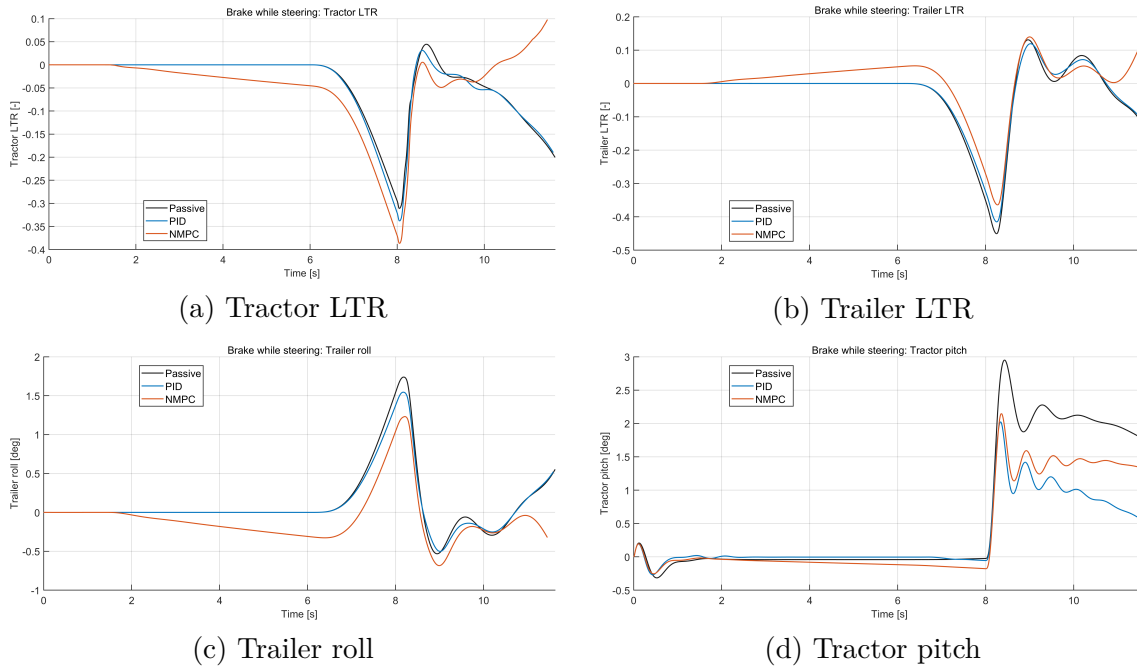 Brake while steering: Tractor LTR
0.1
0.05
0
-0.05
-0.1
-0.15
-0.2
-0.25
-0.3
-0.35
-0.4
Tractor LTR [-]
Passive
PID
NMPC
0 2 4 6 8 10
Time [s]
(a) Tractor LTR
Brake while steering: Trailer LTR
0.2
0.1
0
-0.1
-0.2
-0.3
-0.4
-0.5
Trailer LTR [-]
Passive
PID
NMPC
0 2 4 6 8 10
Time [s]
(b) Trailer LTR
Brake while steering: Trailer roll
2
1.5
1
0.5
0
-0.5
-1
Trailer roll [deg]
Passive
PID
NMPC
0 2 4 6 8 10
Time [s]
(c) Trailer roll
Brake while steering: Tractor pitch
3
2.5
2
1.5
1
0.5
0
-0.5
Tractor pitch [deg]
Passive
PID
NMPC
0 2 4 6 8 10
Time [s]
(d) Tractor pitch